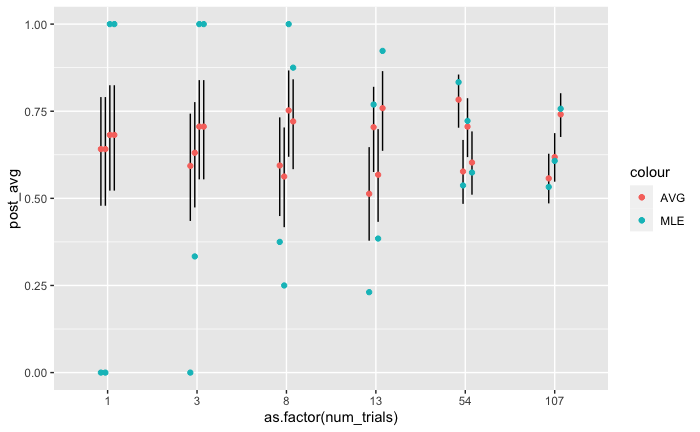 1.00
0.75
0.50
0.25
0.00
post_avg
1
3
8
13
54
107
as.factor(num_trials)
colour
AVG
MLE